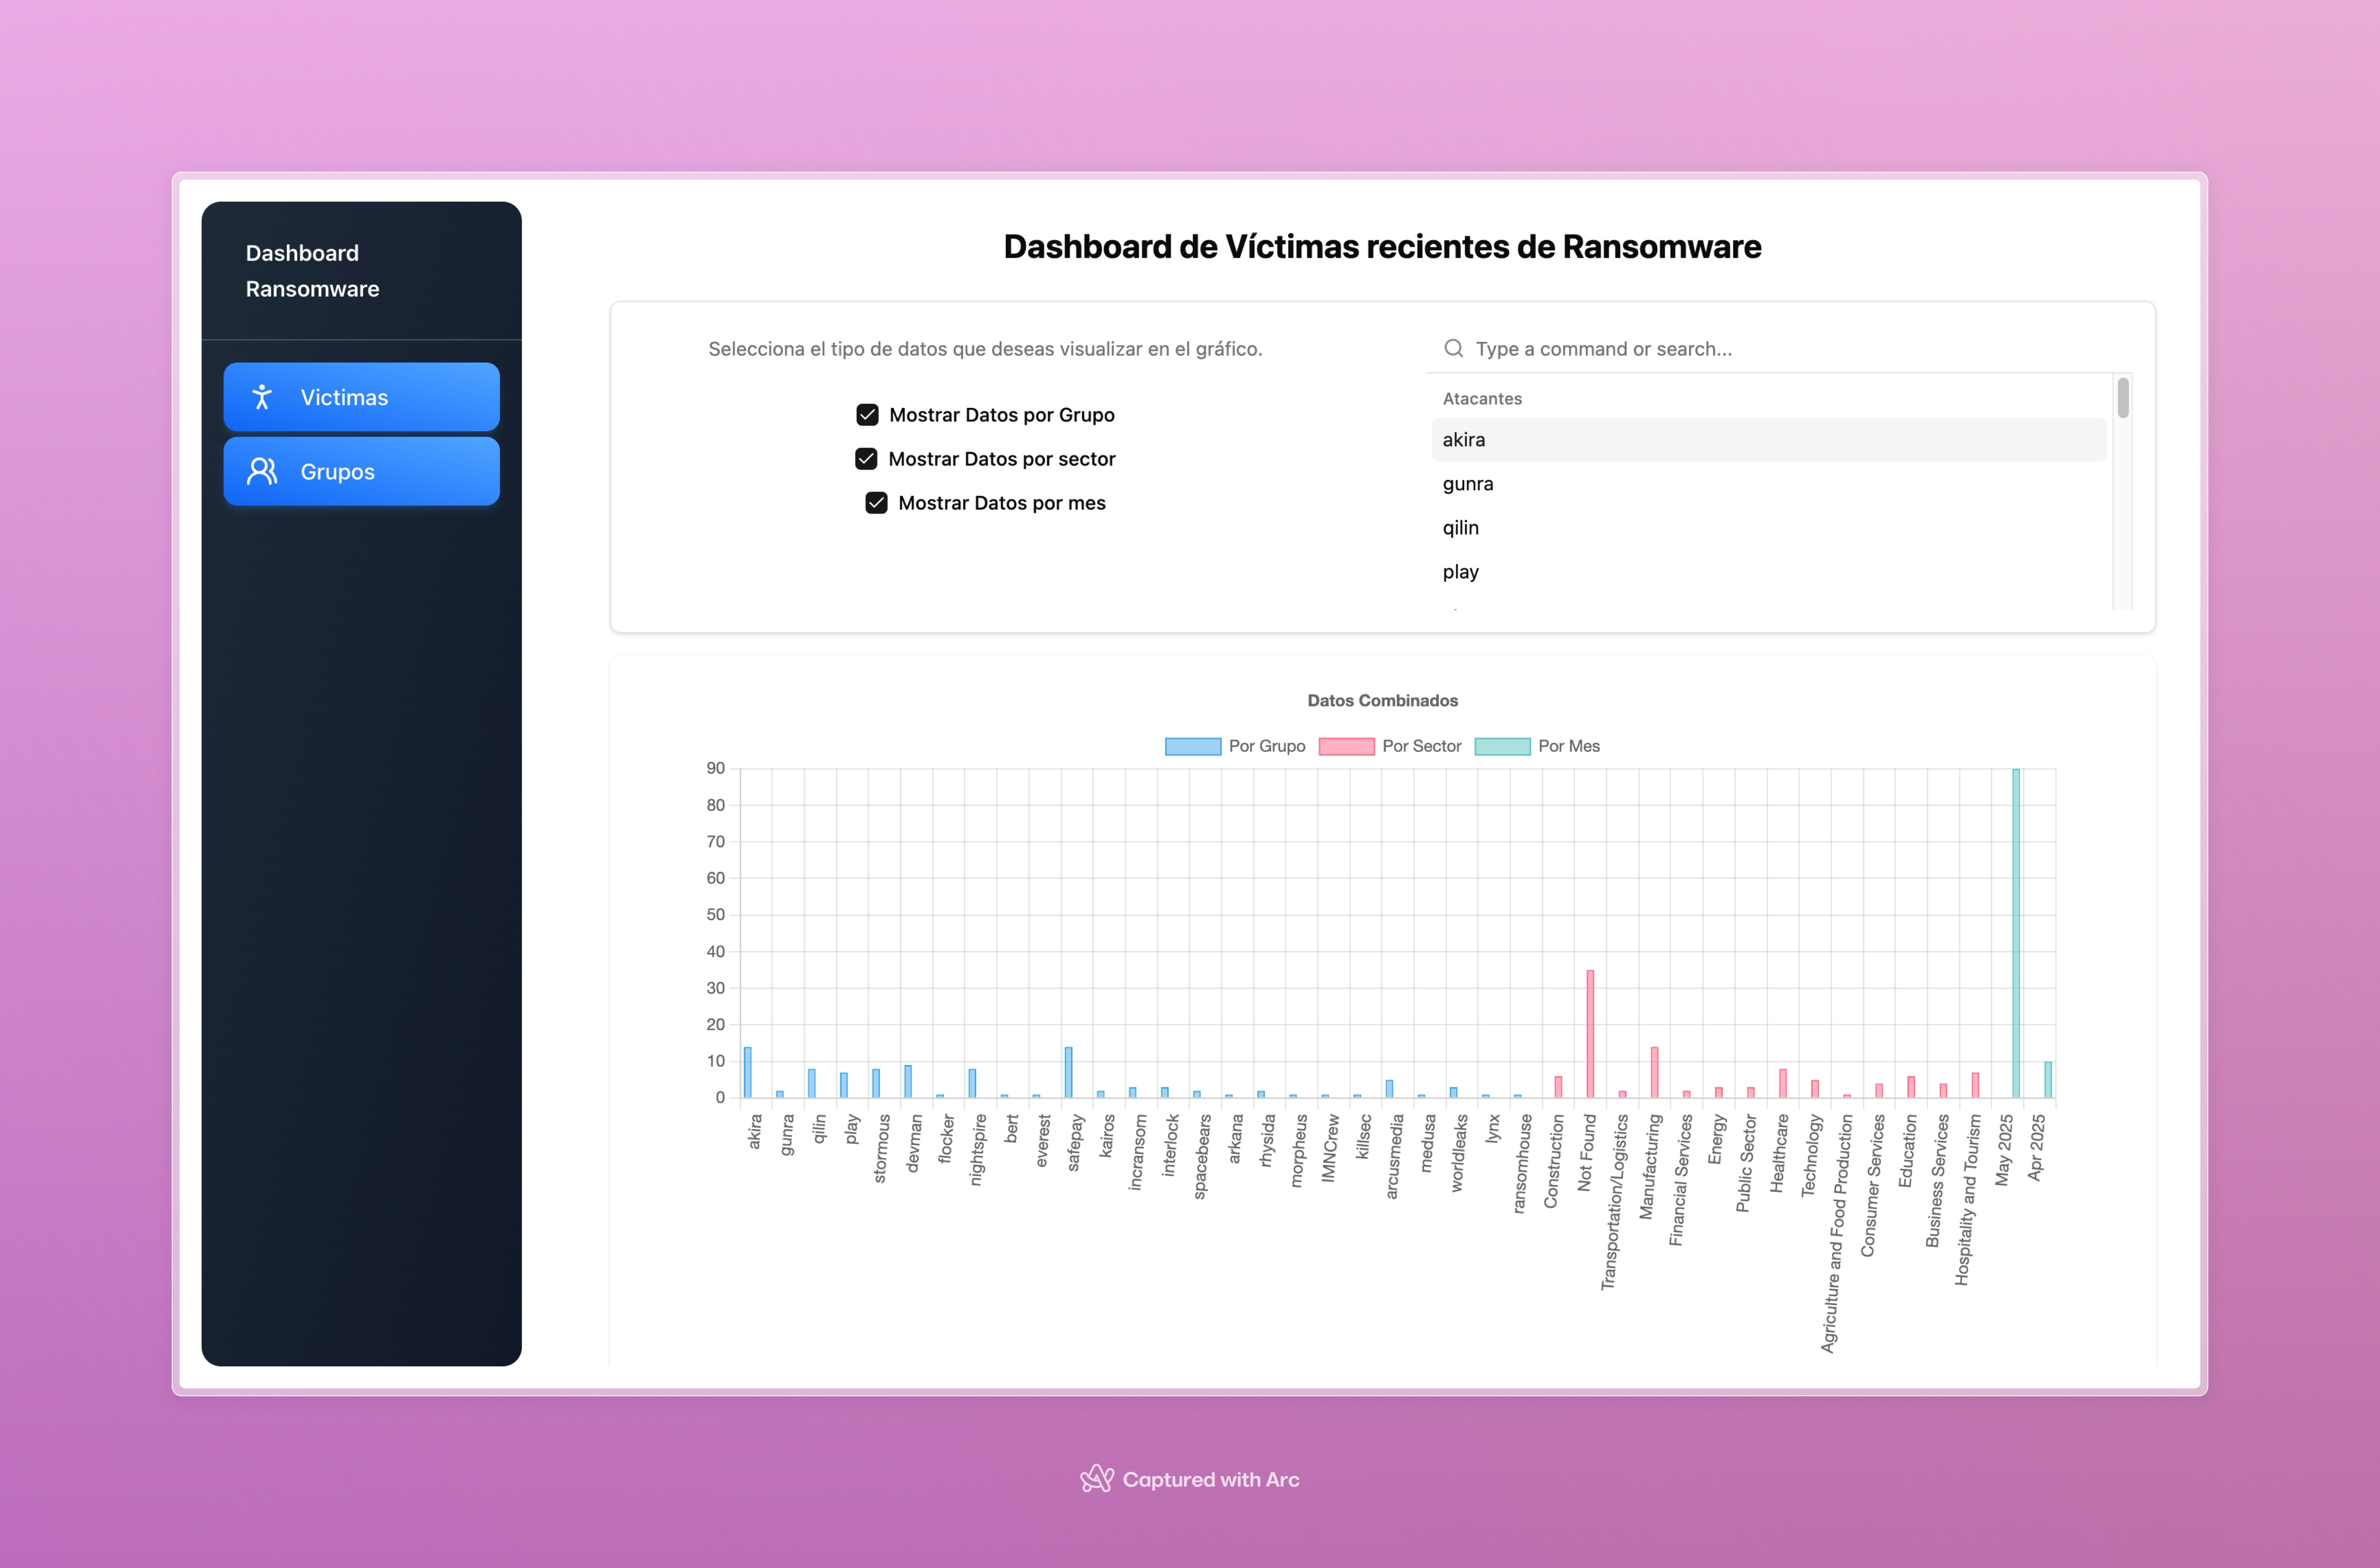 Dashboard
Ransomware
Victimas
Grupos
Dashboard de Víctimas recientes de Ransomware
Selecciona el tipo de datos que deseas visualizar en el gráfico.
Mostrar Datos por Grupo
Mostrar Datos por sector
Mostrar Datos por mes
Type a command or search...
Atacantes
akira
gunra
qilin
play
Datos Combinados
Por Grupo
Por Sector
Por Mes
90
80
70
60
50
40
30
20
10
0
akira
gunra
qilin
play
stormous
devman
flocker
nightspire
bert
everest
safepay
kairos
incransom
interlock
spacebears
arkana
rhysida
morpheus
IMNCrew
killsec
arcusmedia
medusa
worldleaks
lynx
ransomhouse
Construction
Not Found
Transportation/Logistics
Manufacturing
Financial Services
Energy
Public Sector
Healthcare
Technology
Agriculture and Food Production
Consumer Services
Education
Business Services
Hospitality and Tourism
May 2025
Apr 2025
Captured with Arc